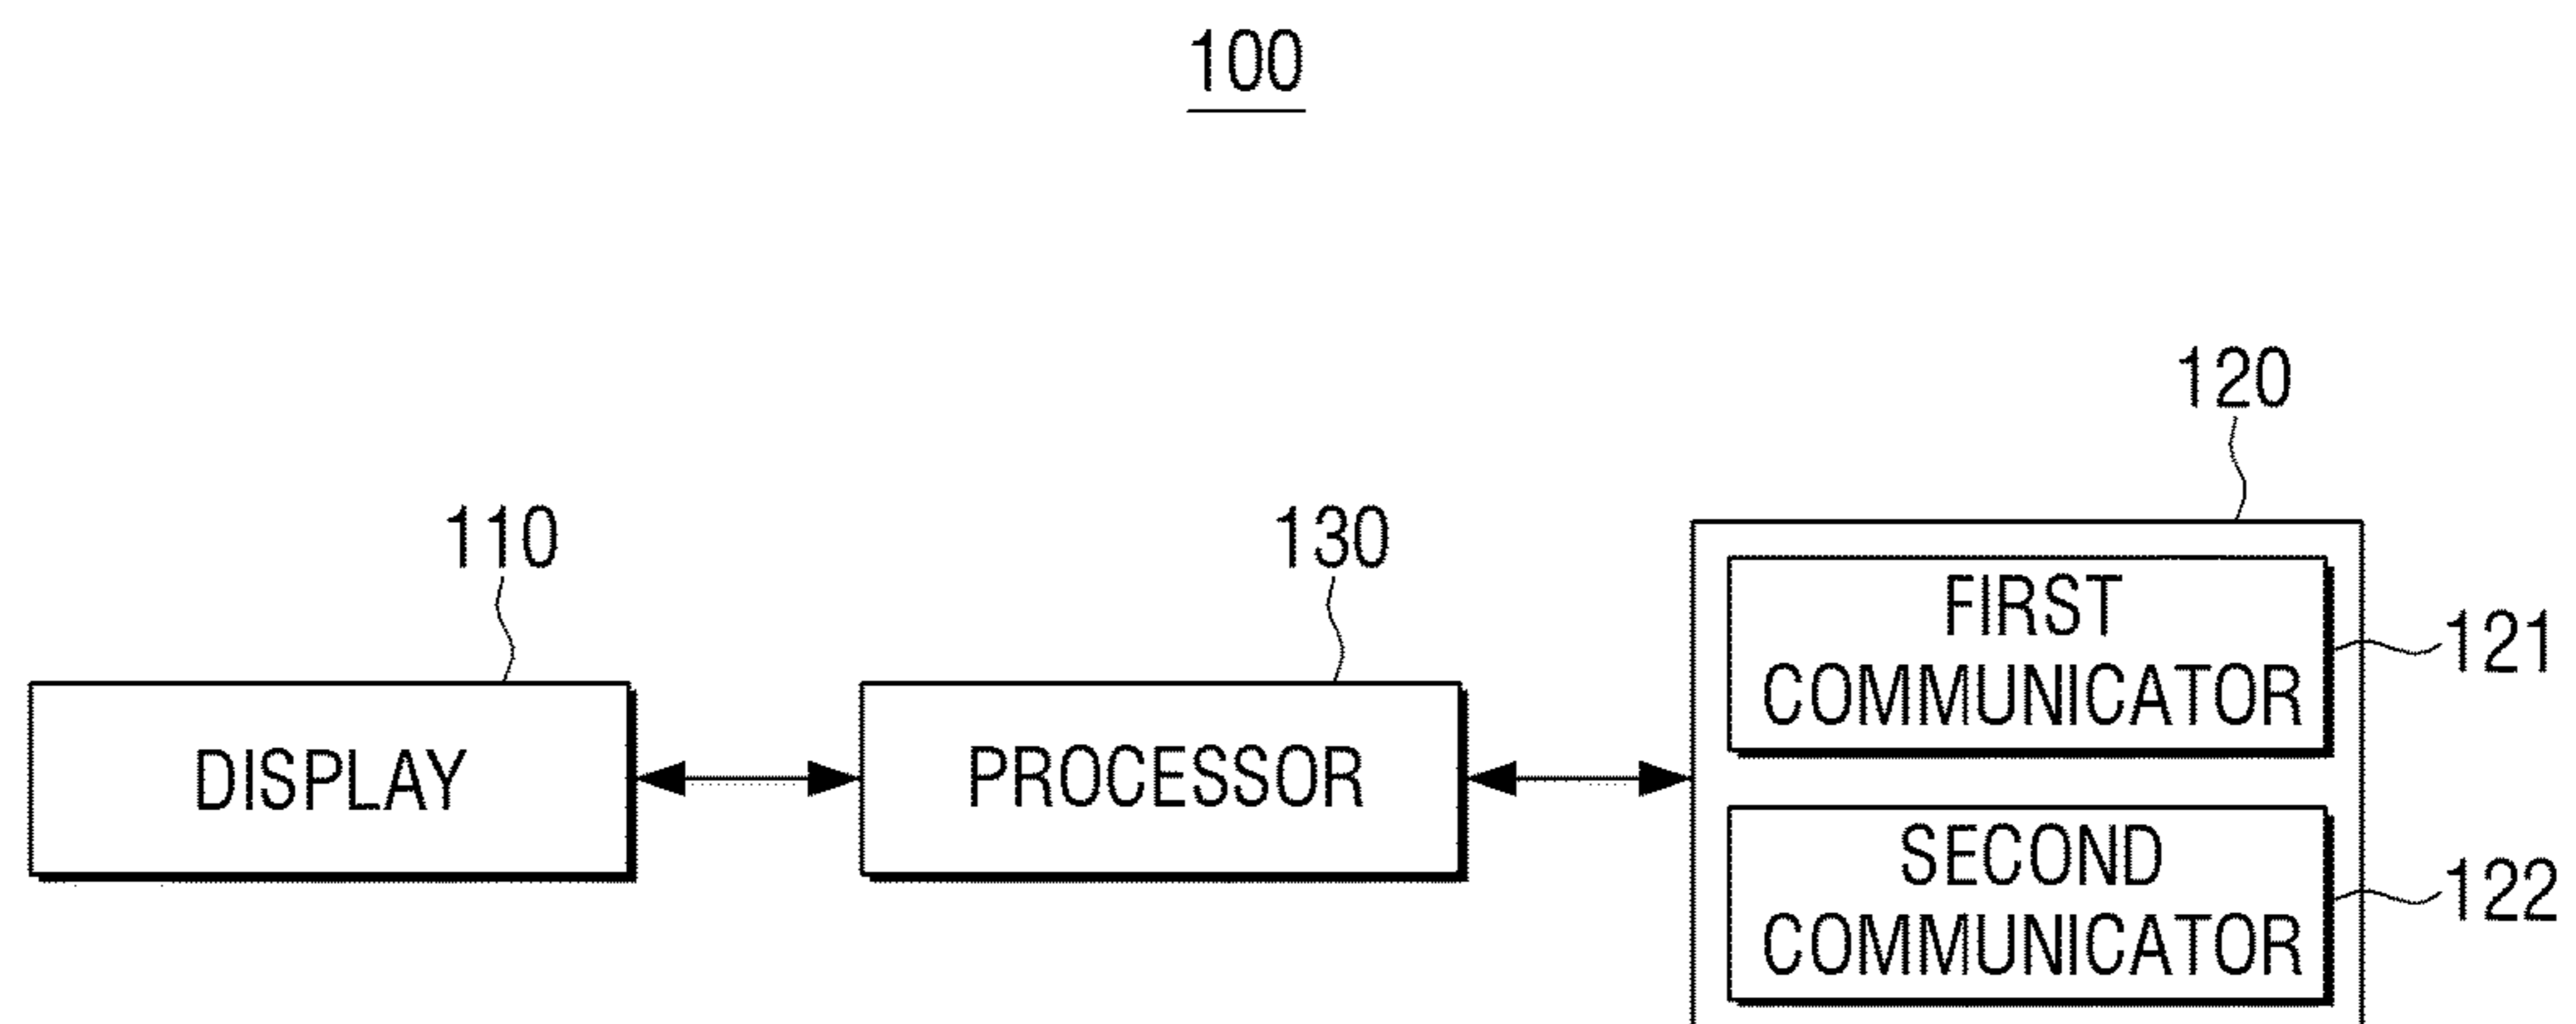 100
120
110
130
FIRST
COMMUNICATOR
121
DISPLAY
PROCESSOR
SECOND
COMMUNICATOR
122